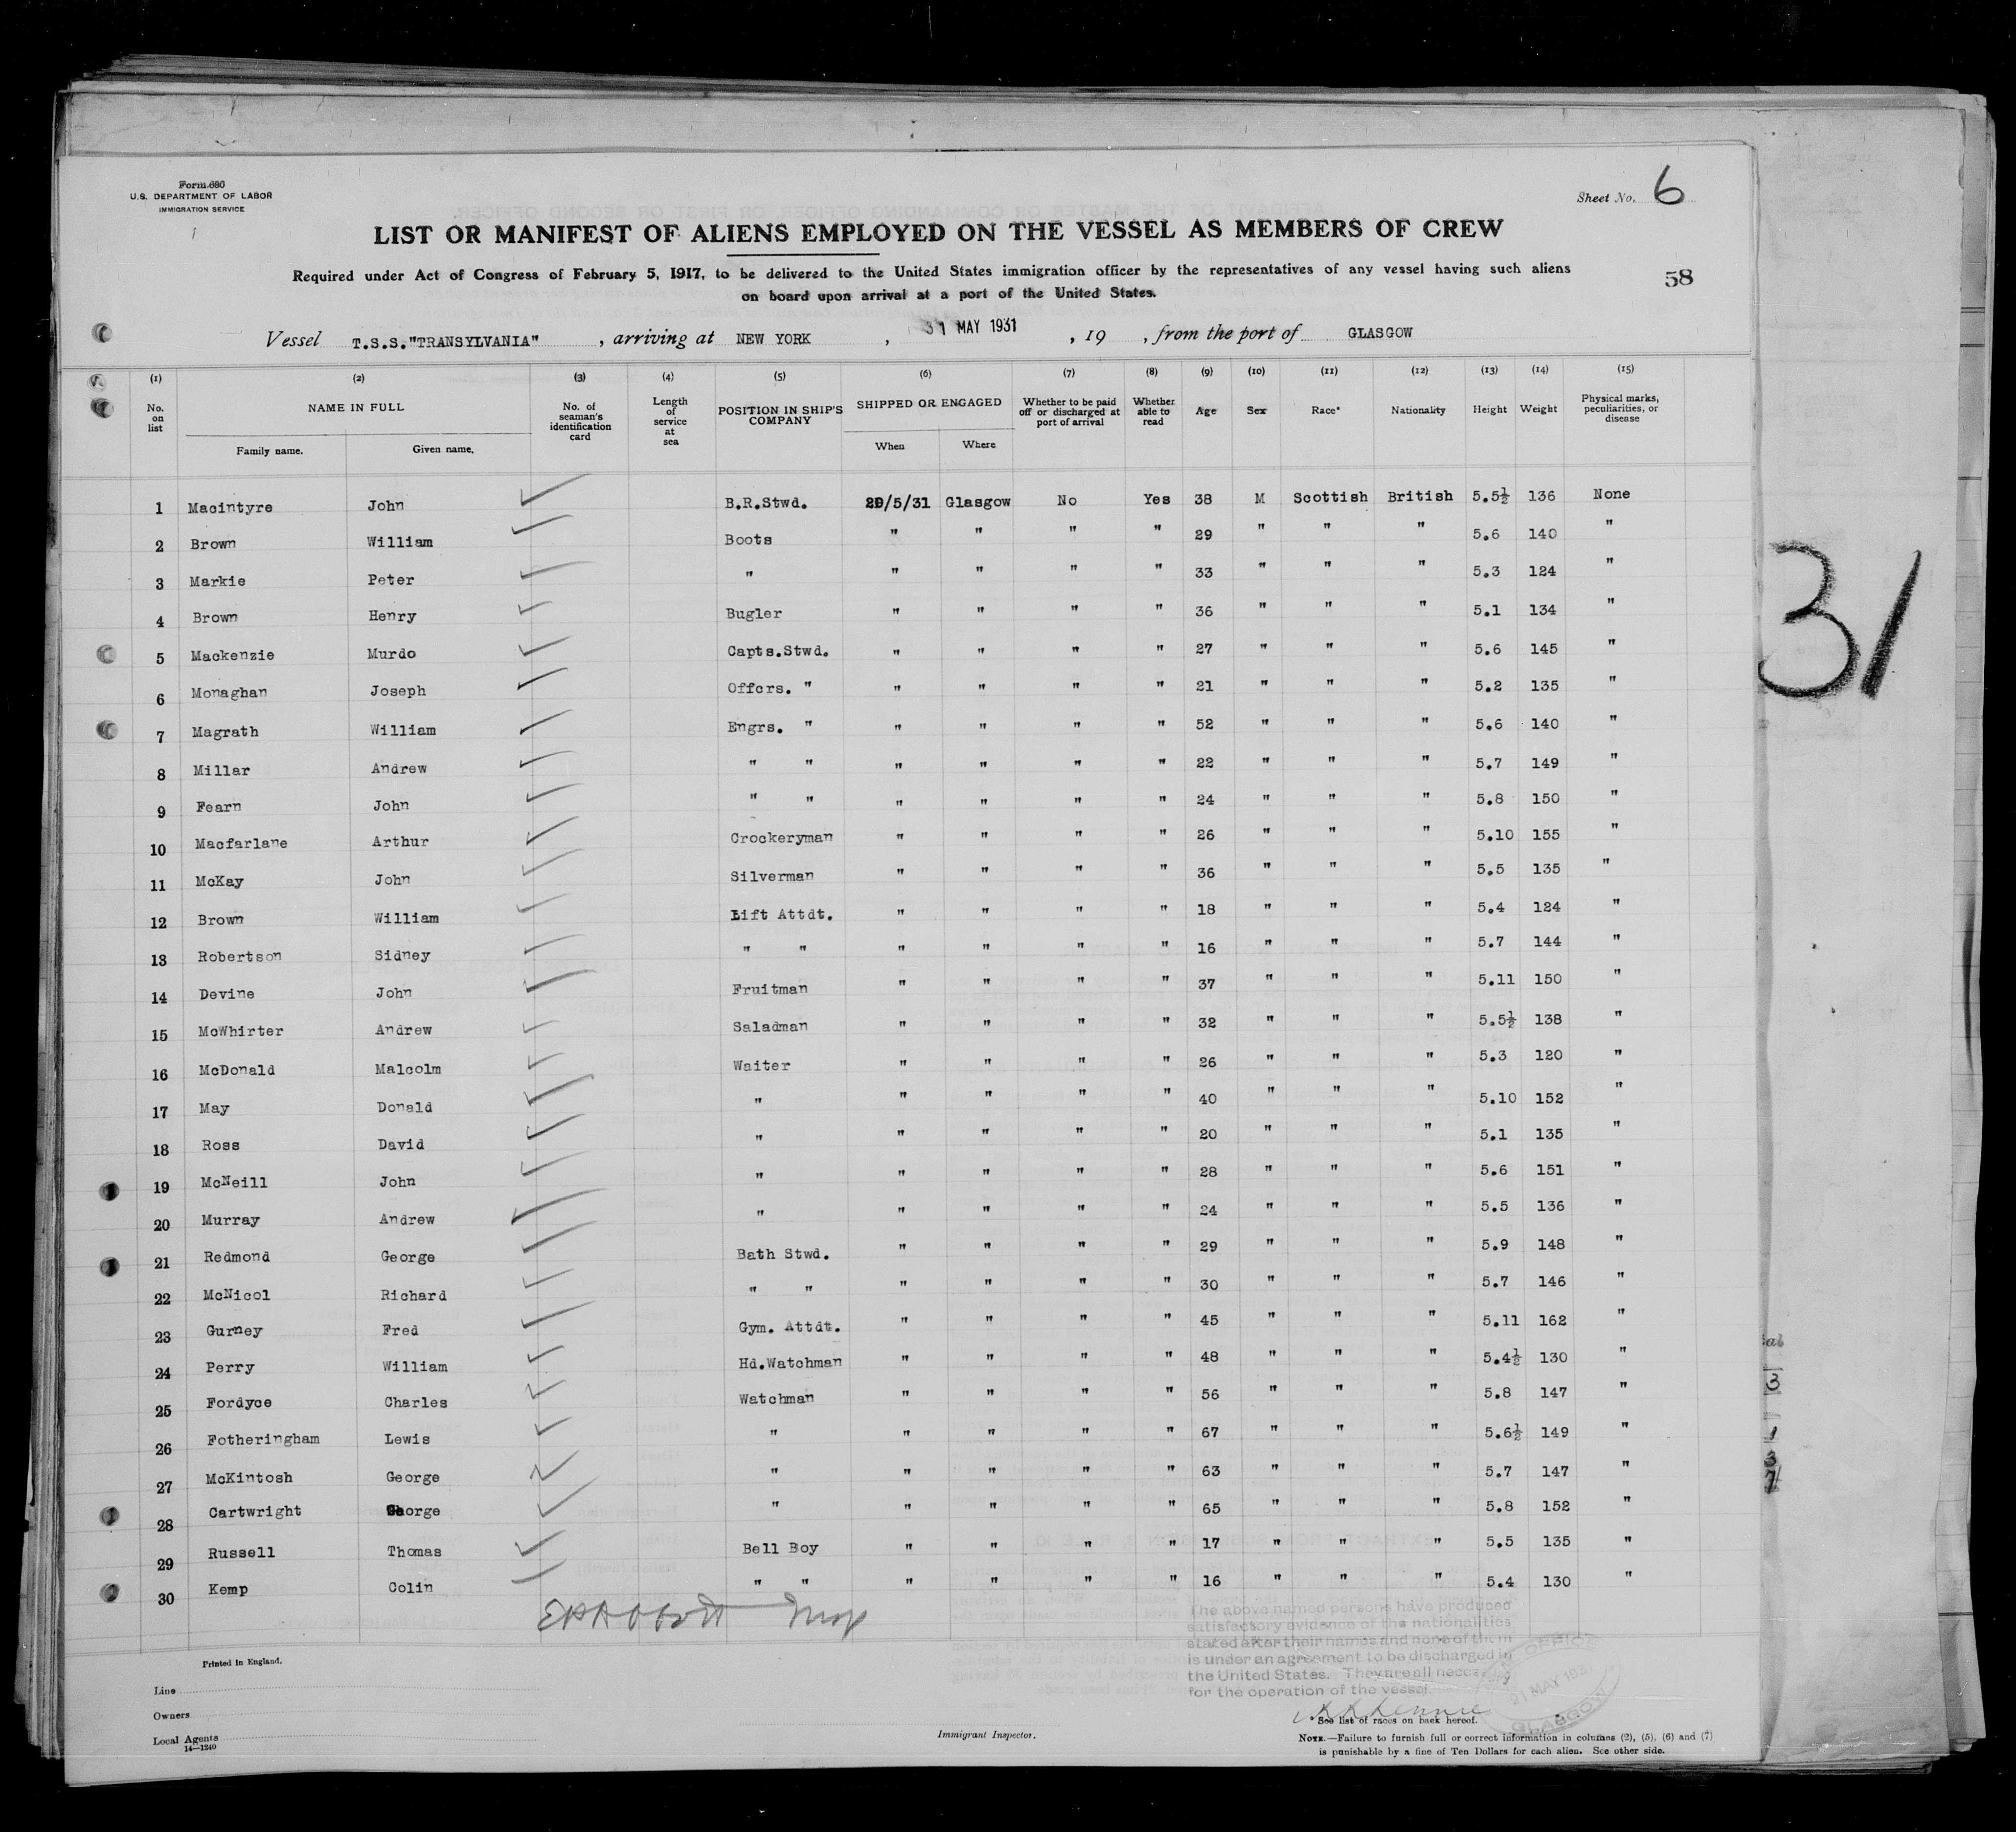 Form 680
U.S. DEPARTMENT OF LABOR
IMMIGRATION SERVICE
Sheet No. 6
LIST OR MANIFEST OF ALIENS EMPLOYED ON THE VESSEL AS MEMBERS OF CREW
Required under Act of Congress of February 5, 1917, to be delivered to the United States immigration officer by the representatives of any vessel having such aliens
on board upon arrival at a port of the United States.
58
Vessel T.S.S."TRANSYLVANIA" , arriving at NEW YORK , 31 MAY 1931 , 19 , from the port of GLASGOW
(1) (2) (3) (4) (5) (6) (7) (8) (9) (10) (11) (12) (13) (14) (15)
No. on list NAME IN FULL No. of seaman's identification card Length of service at sea POSITION IN SHIP'S COMPANY SHIPPED OR ENGAGED Whether to be paid off or discharged at port of arrival Whether able to read Age Sex Race* Nationality Height Weight Physical marks, peculiarities, or disease
Family name. Given name. When Where
1 Macintyre John B.R.Stwd. 29/5/31 Glasgow No Yes 38 M Scottish British 5.5½ 136 None
2 Brown William Boots " " " " 29 " " " 5.6 140 "
3 Markie Peter " " " " " 33 " " " 5.3 124 "
4 Brown Henry Bugler " " " " 36 " " " 5.1 134 "
5 Mackenzie Murdo Capts.Stwd. " " " " 27 " " " 5.6 145 "
6 Monaghan Joseph Offcrs. " " " " " 21 " " " 5.2 135 "
7 Magrath William Engrs. " " " " " 52 " " " 5.6 140 "
8 Millar Andrew " " " " " " 22 " " " 5.7 149 "
9 Fearn John " " " " " " 24 " " " 5.8 150 "
10 Macfarlane Arthur Crockeryman " " " " 26 " " " 5.10 155 "
11 McKay John Silverman " " " " 36 " " " 5.5 135 "
12 Brown William Lift Attdt. " " " " 18 " " " 5.4 124 "
13 Robertson Sidney " " " " " " 16 " " " 5.7 144 "
14 Devine John Fruitman " " " " 37 " " " 5.11 150 "
15 McWhirter Andrew Saladman " " " " 32 " " " 5.5½ 138 "
16 McDonald Malcolm Waiter " " " " 26 " " " 5.3 120 "
17 May Donald " " " " " 40 " " " 5.10 152 "
18 Ross David " " " " " 20 " " " 5.1 135 "
19 McNeill John " " " " " 28 " " " 5.6 151 "
20 Murray Andrew " " " " " 24 " " " 5.5 136 "
21 Redmond George Bath Stwd. " " " " 29 " " " 5.9 148 "
22 McNicol Richard " " " " " " 30 " " " 5.7 146 "
23 Gurney Fred Gym. Attdt. " " " " 45 " " " 5.11 162 "
24 Perry William Hd.Watchman " " " " 48 " " " 5.4½ 130 "
25 Fordyce Charles Watchman " " " " 56 " " " 5.8 147 "
26 Fotheringham Lewis " " " " " 67 " " " 5.6½ 149 "
27 McKintosh George " " " " " 63 " " " 5.7 147 "
28 Cartwright George " " " " " 65 " " " 5.8 152 "
29 Russell Thomas Bell Boy " " " " 17 " " " 5.5 135 "
30 Kemp Colin " " " " " " 16 " " " 5.4 130 "
The above named persons have produced
satisfactory evidence of the nationalities
stated after their names and none of them
is under an agreement to be discharged in
the United States. They are all necessary
for the operation of the vessel.
OFFICE
21 MAY 1931
GLASGOW
Printed in England.
Line
Owners
Local Agents
14—1240
Immigrant Inspector.
See list of races on back hereof.
NOTE.—Failure to furnish full or correct information in columns (2), (5), (6) and (7)
is punishable by a fine of Ten Dollars for each alien. See other side.
31